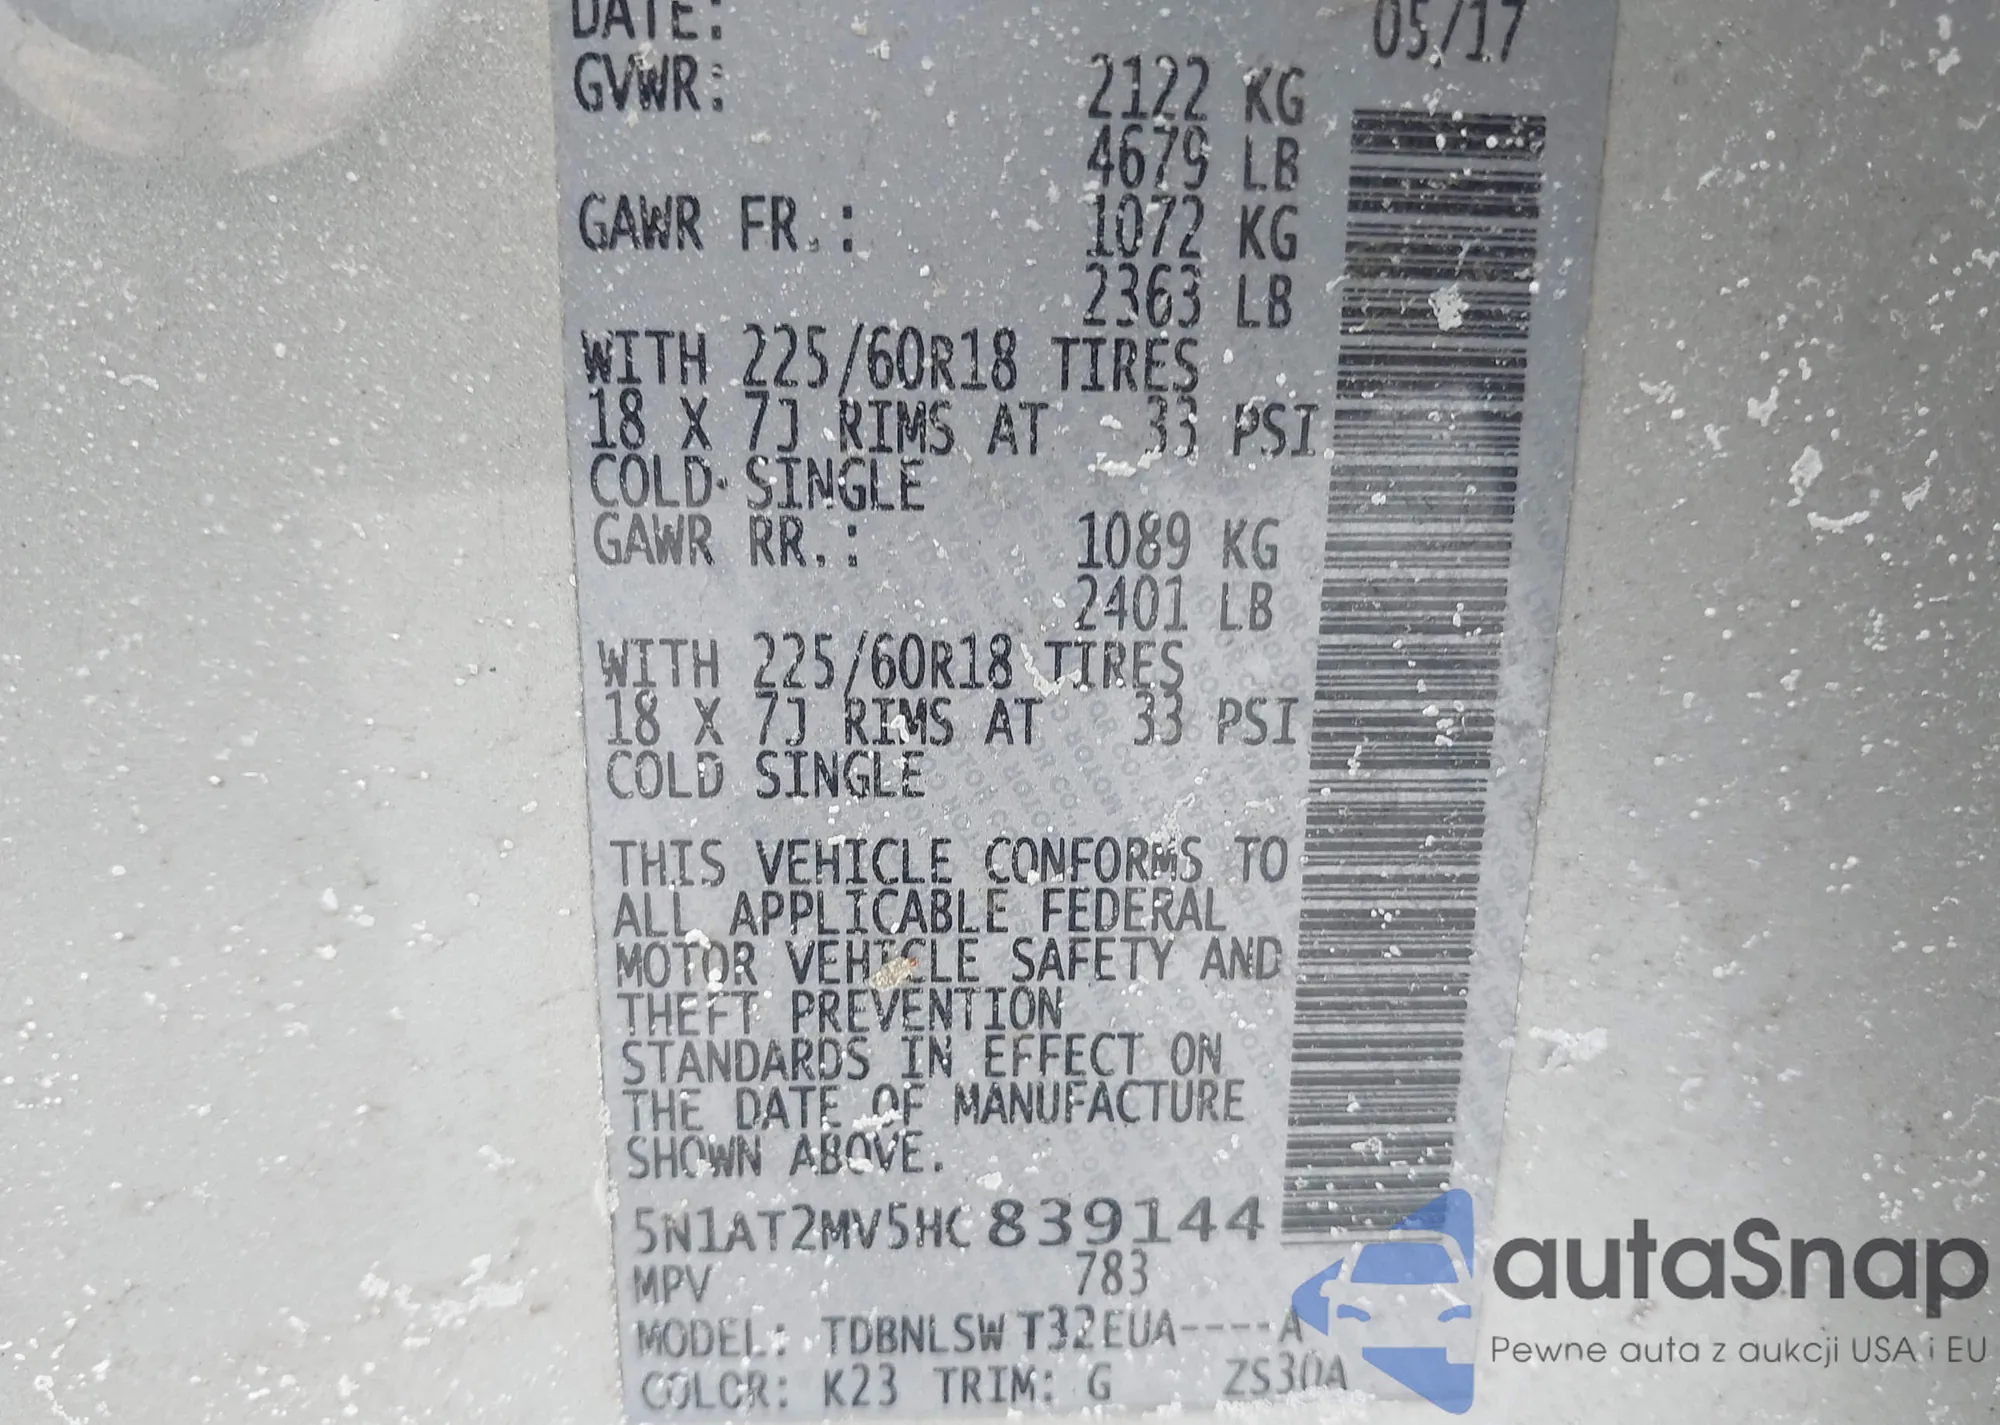 DATE: 05/17
GVWR: 2122 KG
4679 LB
GAWR FR.: 1072 KG
2363 LB
WITH 225/60R18 TIRES
18 X 7J RIMS AT 33 PSI
COLD SINGLE
GAWR RR.: 1089 KG
2401 LB
WITH 225/60R18 TIRES
18 X 7J RIMS AT 33 PSI
COLD SINGLE
THIS VEHICLE CONFORMS TO
ALL APPLICABLE FEDERAL
MOTOR VEHICLE SAFETY AND
THEFT PREVENTION
STANDARDS IN EFFECT ON
THE DATE OF MANUFACTURE
SHOWN ABOVE.
5N1AT2MV5HC839144
MPV 783
MODEL: TDBNLSW T32EUA----A
COLOR: K23 TRIM: G ZS30A
autaSnap
Pewne auta z aukcji USA i EU